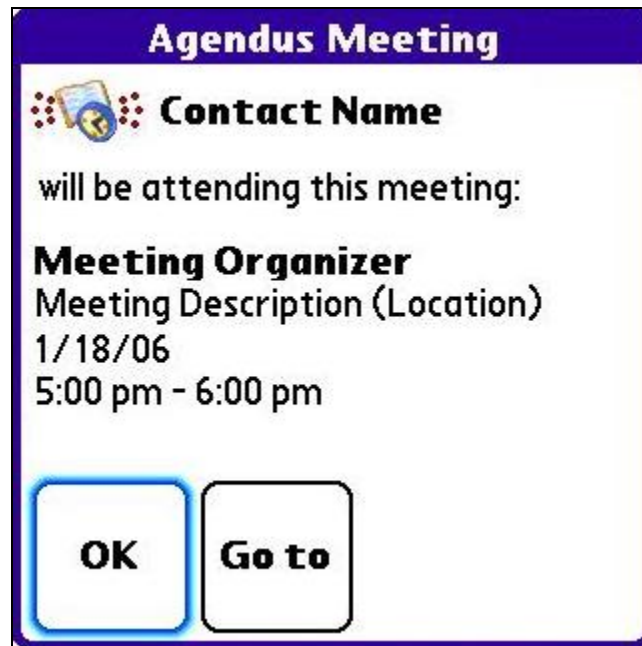 Agendus Meeting
Contact Name
will be attending this meeting:
Meeting Organizer
Meeting Description (Location)
1/18/06
5:00 pm - 6:00 pm
OK Go to